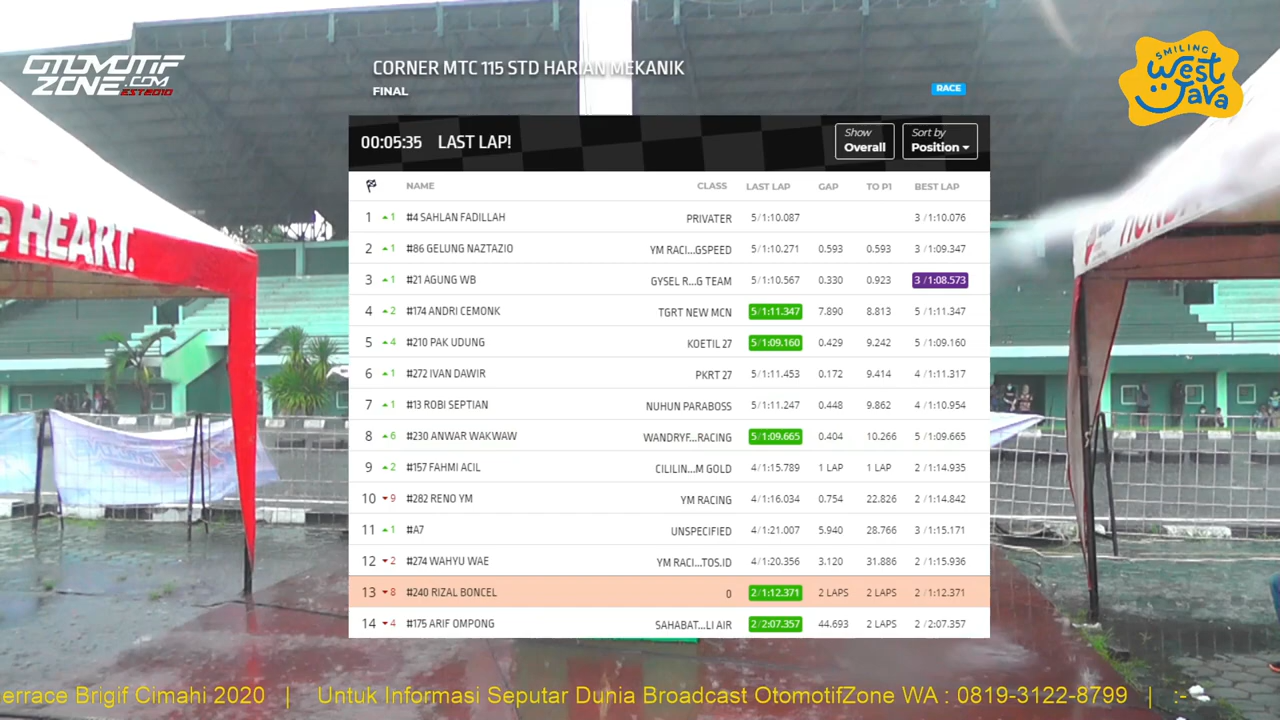 OTOMOTIF
ZONE.COM
EST2010
SMILING
West
Java
CORNER MTC 115 STD HARIAN MEKANIK
FINAL
RACE
00:05:35 LAST LAP!
Show
Overall
Sort by
Position
NAME CLASS LAST LAP GAP TO P1 BEST LAP
1 1 #4 SAHLAN FADILLAH PRIVATER 5/1:10.087 3/1:10.076
2 1 #86 GELUNG NAZTAZIO YM RACI...GSPEED 5/1:10.271 0.593 0.593 3/1:09.347
3 1 #21 AGUNG WB GYSEL R...G TEAM 5/1:10.567 0.330 0.923 3/1:08.573
4 2 #174 ANDRI CEMONK TGRT NEW MCN 5/1:11.347 7.890 8.813 5/1:11.347
5 4 #210 PAK UDUNG KOETIL 27 5/1:09.160 0.429 9.242 5/1:09.160
6 1 #272 IVAN DAWIR PKRT 27 5/1:11.453 0.172 9.414 4/1:11.317
7 1 #13 ROBI SEPTIAN NUHUN PARABOSS 5/1:11.247 0.448 9.862 4/1:10.954
8 6 #230 ANWAR WAKWAW WANDRYF...RACING 5/1:09.665 0.404 10.266 5/1:09.665
9 2 #157 FAHMI ACIL CILILIN...M GOLD 4/1:15.789 1 LAP 1 LAP 2/1:14.935
10 9 #282 RENO YM YM RACING 4/1:16.034 0.754 22.826 2/1:14.842
11 1 #A7 UNSPECIFIED 4/1:21.007 5.940 28.766 3/1:15.171
12 2 #274 WAHYU WAE YM RACI...TOS.ID 4/1:20.356 3.120 31.886 2/1:15.936
13 8 #240 RIZAL BONCEL 0 2/1:12.371 2 LAPS 2 LAPS 2/1:12.371
14 4 #175 ARIF OMPONG SAHABAT...LI AIR 2/2:07.357 44.693 2 LAPS 2/2:07.357
e HEART.
errace Brigif Cimahi 2020 | Untuk Informasi Seputar Dunia Broadcast OtomotifZone WA : 0819-3122-8799 | :-